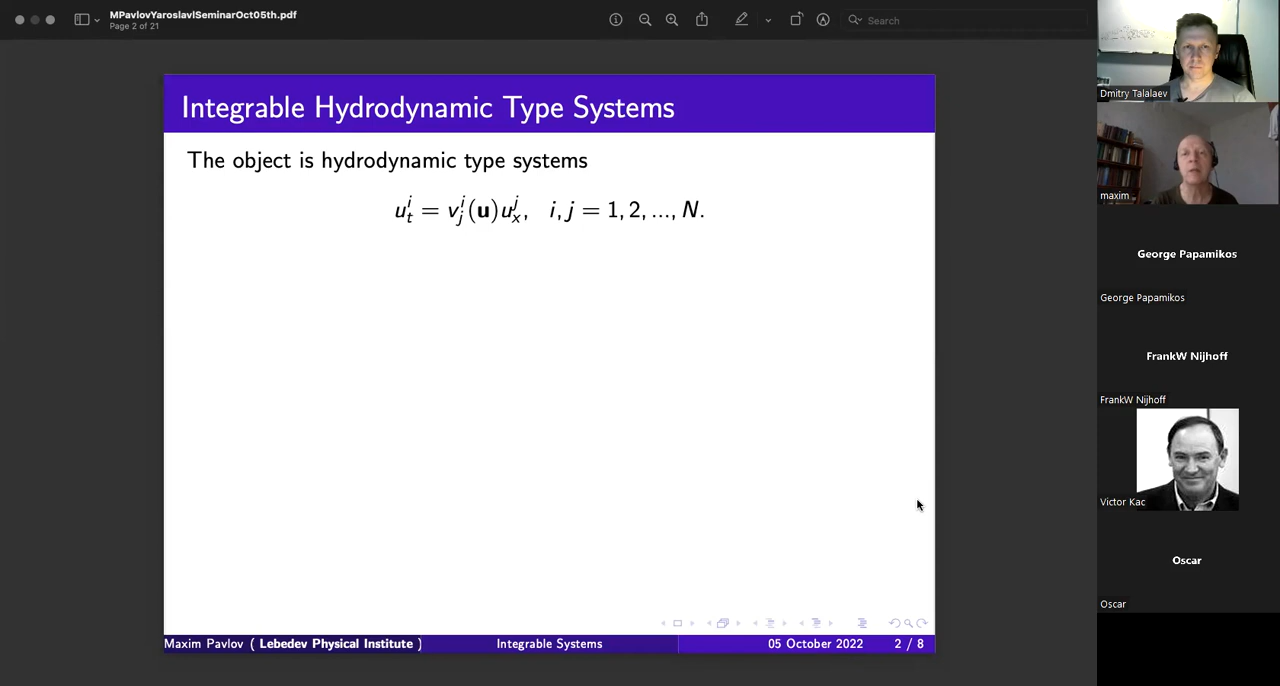 MPavlovYaroslavlSeminarOct05th.pdf
Page 2 of 21
Search
Integrable Hydrodynamic Type Systems
The object is hydrodynamic type systems
u^i_t = v^i_j(u)u^j_x, i, j = 1, 2, ..., N.
Maxim Pavlov ( Lebedev Physical Institute ) Integrable Systems 05 October 2022 2 / 8
Dmitry Talalaev
maxim
George Papamikos
George Papamikos
FrankW Nijhoff
FrankW Nijhoff
Victor Kac
Oscar
Oscar